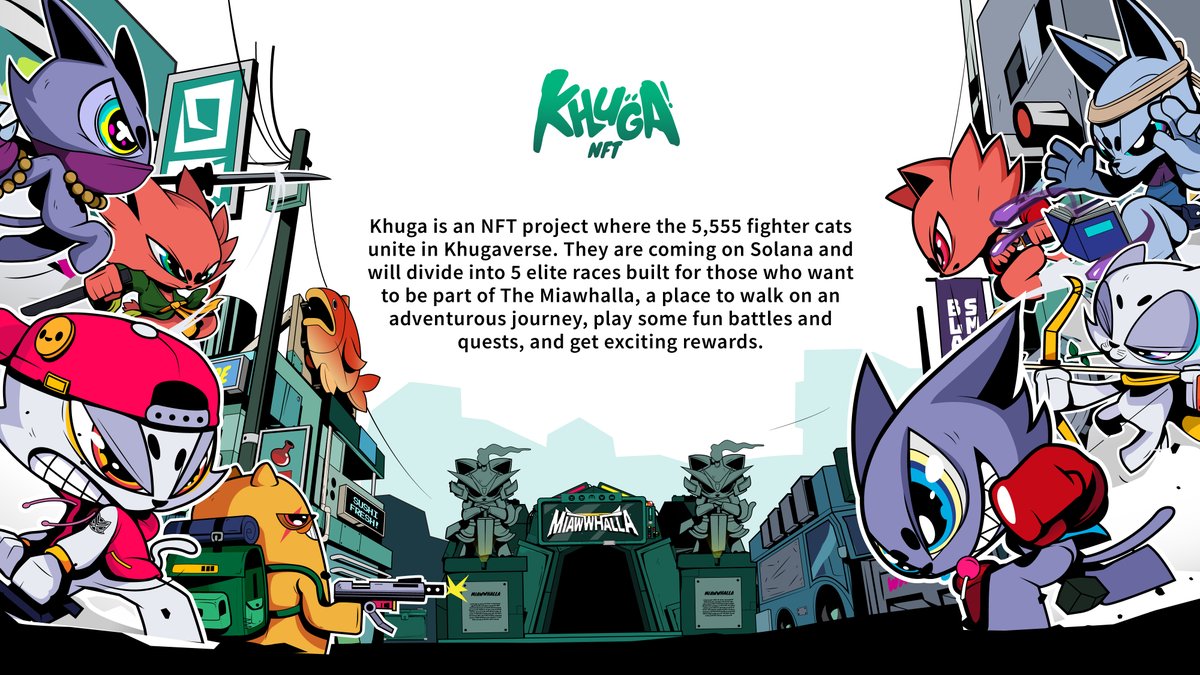 KHUGA
NFT
Khuga is an NFT project where the 5,555 fighter cats
unite in Khugaverse. They are coming on Solana and
will divide into 5 elite races built for those who want
to be part of The Miawhalla, a place to walk on an
adventurous journey, play some fun battles and
quests, and get exciting rewards.
SUSHI
FRESH!
MIAWWHALLA
MIAWWHALLA
MIAWWHALLA